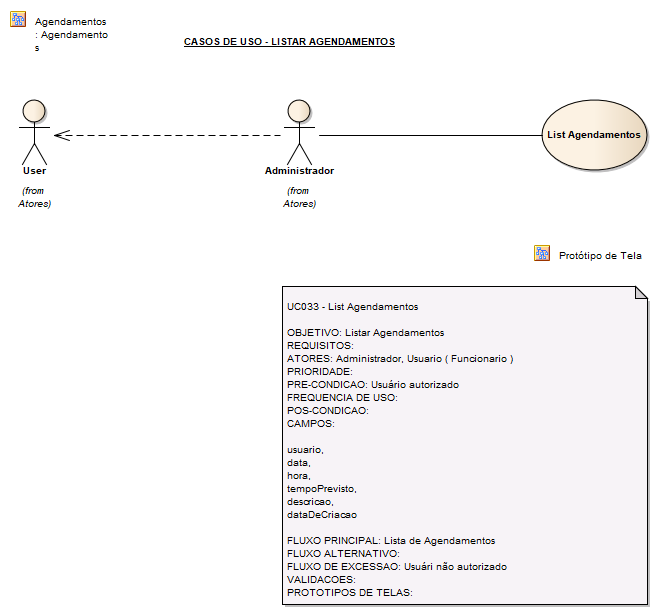 Agendamentos
: Agendamento
s
CASOS DE USO - LISTAR AGENDAMENTOS
List Agendamentos
User
Administrador
(from
Atores)
(from
Atores)
Protótipo de Tela
UC033 - List Agendamentos
OBJETIVO: Listar Agendamentos
REQUISITOS:
ATORES: Administrador, Usuario ( Funcionario )
PRIORIDADE:
PRE-CONDICAO: Usuário autorizado
FREQUENCIA DE USO:
POS-CONDICAO:
CAMPOS:
usuario,
data,
hora,
tempoPrevisto,
descricao,
dataDeCriacao
FLUXO PRINCIPAL: Lista de Agendamentos
FLUXO ALTERNATIVO:
FLUXO DE EXCESSAO: Usuári não autorizado
VALIDACOES:
PROTOTIPOS DE TELAS: